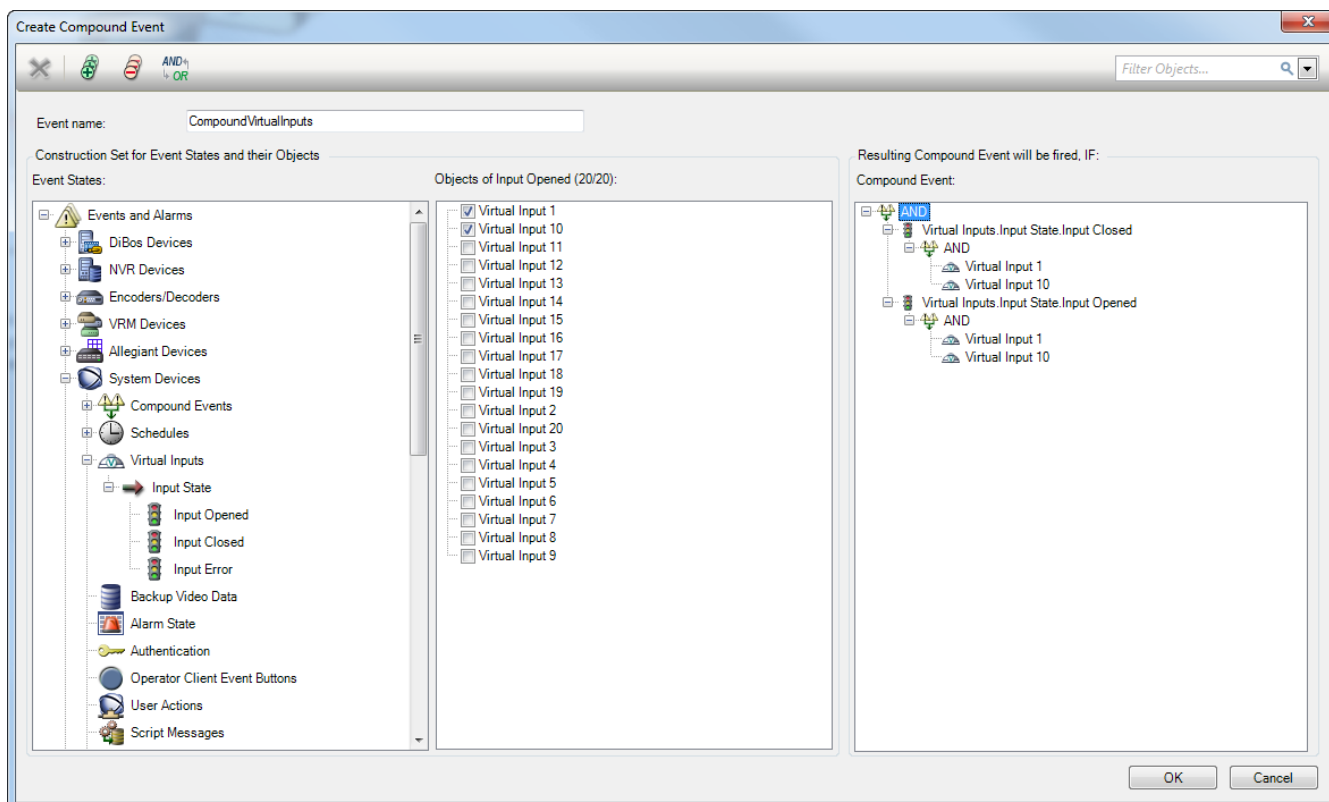 Create Compound Event
AND
OR
Filter Objects...
Event name:
CompoundVirtualInputs
Construction Set for Event States and their Objects
Event States:
Events and Alarms
DiBos Devices
NVR Devices
Encoders/Decoders
VRM Devices
Allegiant Devices
System Devices
Compound Events
Schedules
Virtual Inputs
Input State
Input Opened
Input Closed
Input Error
Backup Video Data
Alarm State
Authentication
Operator Client Event Buttons
User Actions
Script Messages
Objects of Input Opened (20/20):
Virtual Input 1
Virtual Input 10
Virtual Input 11
Virtual Input 12
Virtual Input 13
Virtual Input 14
Virtual Input 15
Virtual Input 16
Virtual Input 17
Virtual Input 18
Virtual Input 19
Virtual Input 2
Virtual Input 20
Virtual Input 3
Virtual Input 4
Virtual Input 5
Virtual Input 6
Virtual Input 7
Virtual Input 8
Virtual Input 9
Resulting Compound Event will be fired, IF:
Compound Event:
AND
Virtual Inputs.Input State.Input Closed
AND
Virtual Input 1
Virtual Input 10
Virtual Inputs.Input State.Input Opened
AND
Virtual Input 1
Virtual Input 10
OK
Cancel